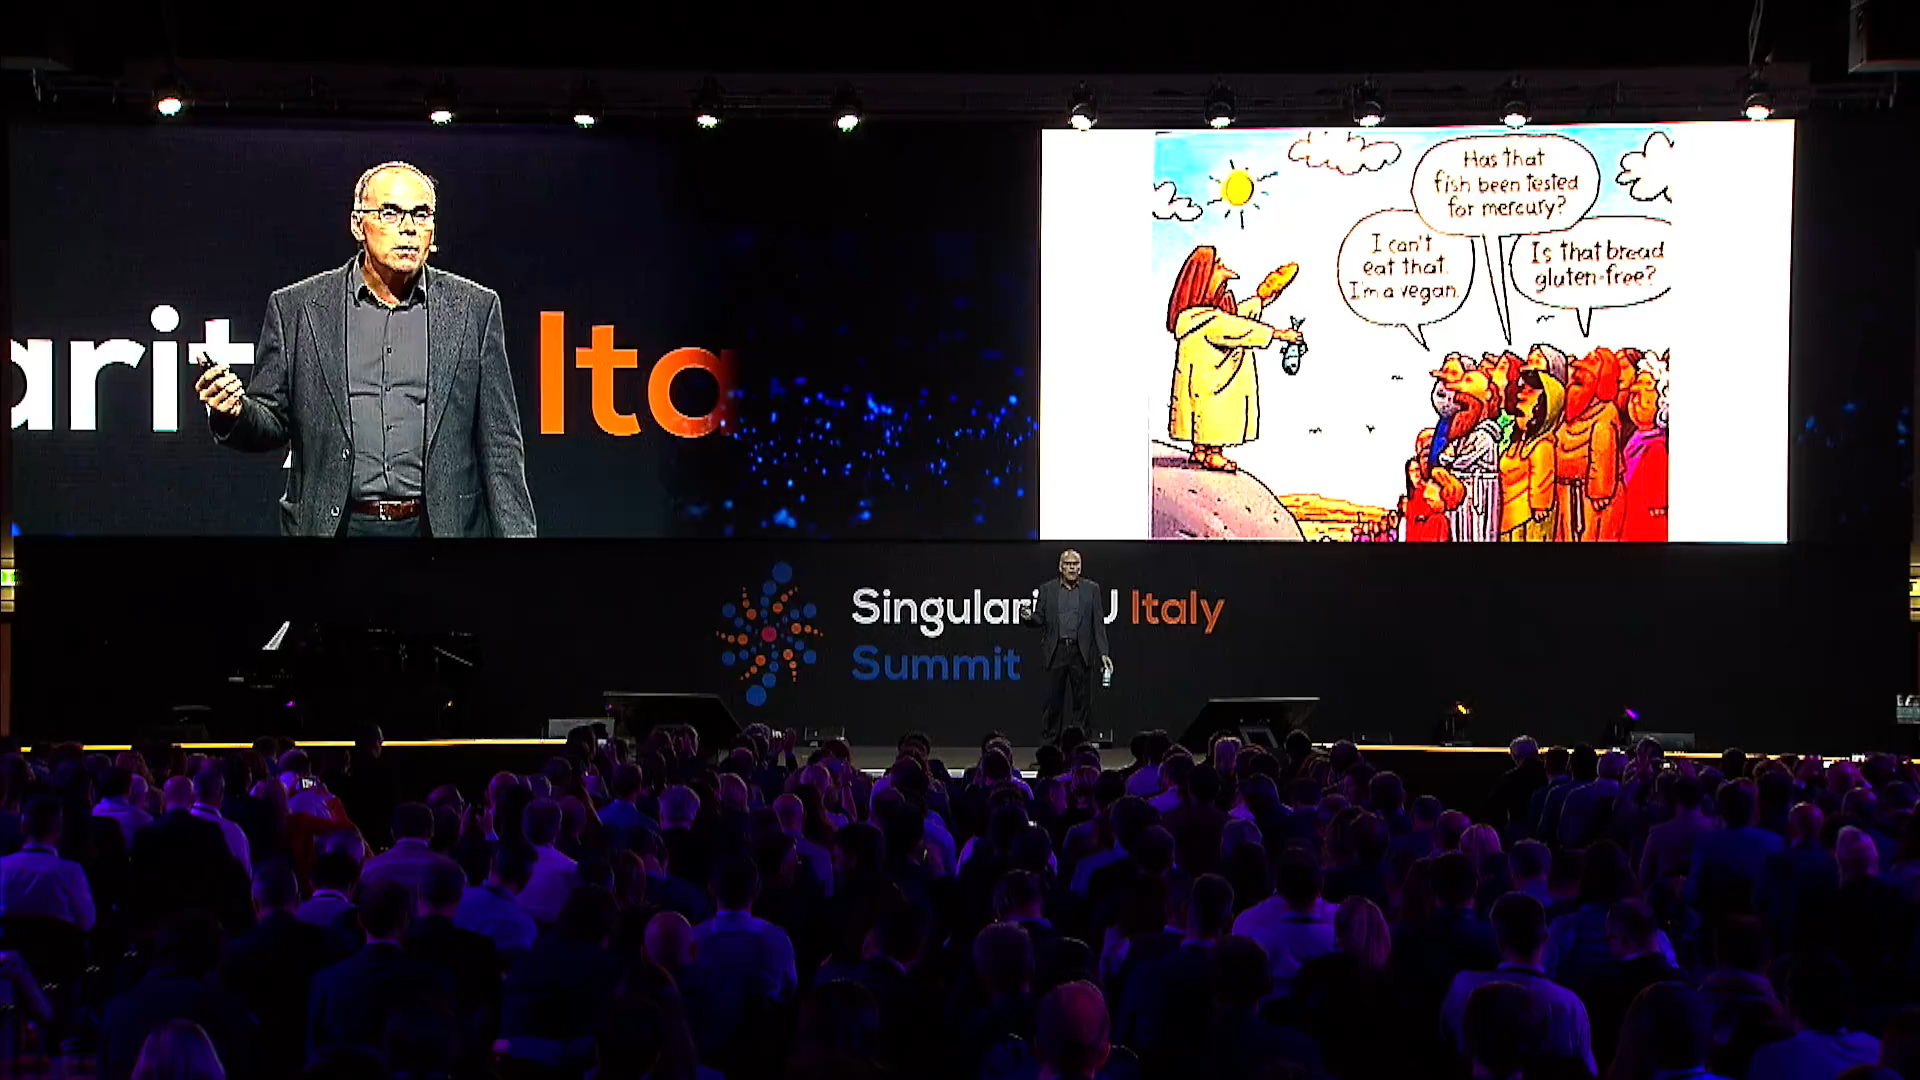 arity Ita
Has that
fish been tested
for mercury?
I can't
eat that.
I'm a vegan.
Is that bread
gluten-free?
Singulari U Italy
Summit